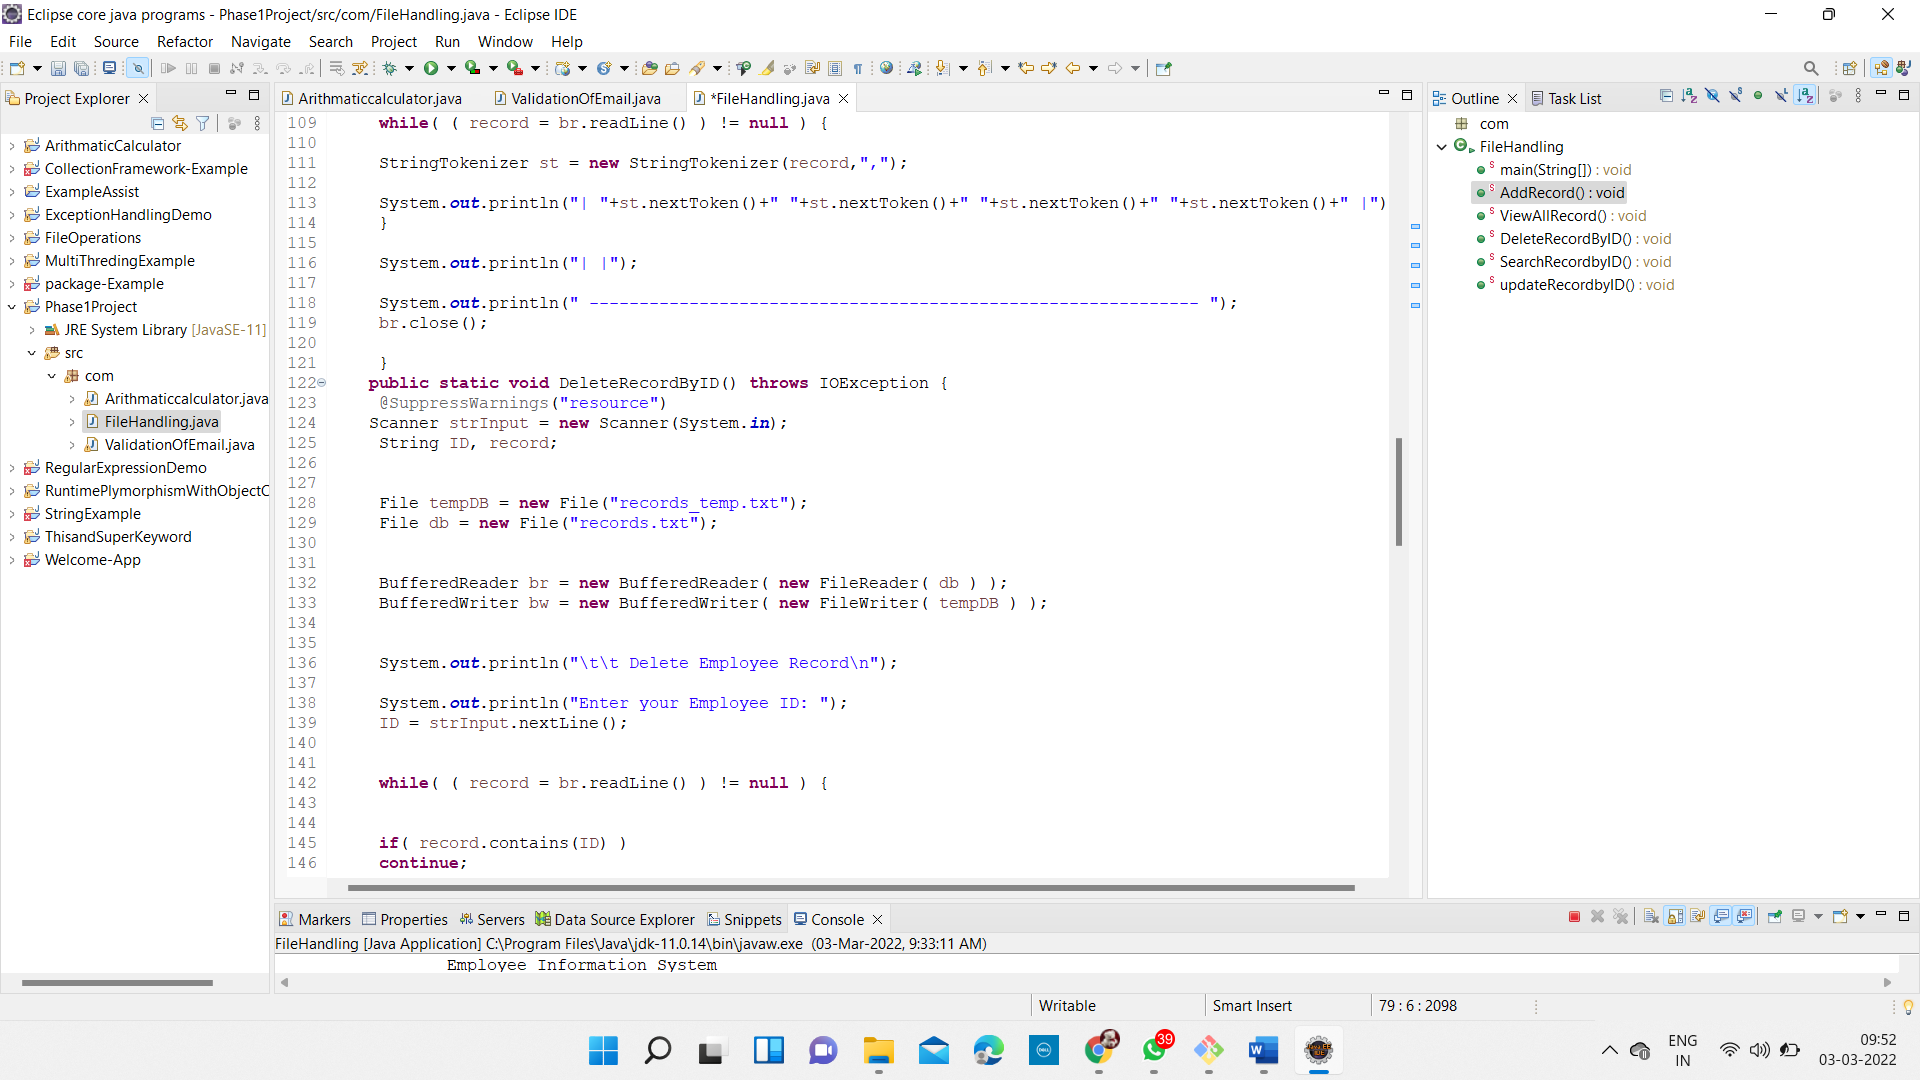 Eclipse core java programs - Phase1Project/src/com/FileHandling.java - Eclipse IDE
File Edit Source Refactor Navigate Search Project Run Window Help
Project Explorer
ArithmaticCalculator
CollectionFramework-Example
ExampleAssist
ExceptionHandlingDemo
FileOperations
MultiThredingExample
package-Example
Phase1Project
JRE System Library [JavaSE-11]
src
com
Arithmaticcalculator.java
FileHandling.java
ValidationOfEmail.java
RegularExpressionDemo
RuntimePlymorphismWithObjectC
StringExample
ThisandSuperKeyword
Welcome-App
Arithmaticcalculator.java ValidationOfEmail.java *FileHandling.java
109 while( ( record = br.readLine() ) != null ) {
110
111 StringTokenizer st = new StringTokenizer(record,",");
112
113 System.out.println("| "+st.nextToken()+" "+st.nextToken()+" "+st.nextToken()+" "+st.nextToken()+" |")
114 }
115
116 System.out.println("| |");
117
118 System.out.println(" ------------------------------------------------------------- ");
119 br.close();
120
121 }
122 public static void DeleteRecordByID() throws IOException {
123 @SuppressWarnings("resource")
124 Scanner strInput = new Scanner(System.in);
125 String ID, record;
126
127
128 File tempDB = new File("records_temp.txt");
129 File db = new File("records.txt");
130
131
132 BufferedReader br = new BufferedReader( new FileReader( db ) );
133 BufferedWriter bw = new BufferedWriter( new FileWriter( tempDB ) );
134
135
136 System.out.println("\t\t Delete Employee Record\n");
137
138 System.out.println("Enter your Employee ID: ");
139 ID = strInput.nextLine();
140
141
142 while( ( record = br.readLine() ) != null ) {
143
144
145 if( record.contains(ID) )
146 continue;
Outline Task List
com
FileHandling
main(String[]) : void
AddRecord() : void
ViewAllRecord() : void
DeleteRecordByID() : void
SearchRecordbyID() : void
updateRecordbyID() : void
Markers Properties Servers Data Source Explorer Snippets Console
FileHandling [Java Application] C:\Program Files\Java\jdk-11.0.14\bin\javaw.exe (03-Mar-2022, 9:33:11 AM)
Employee Information System
Writable Smart Insert 79 : 6 : 2098
39
ENG
IN
09:52
03-03-2022